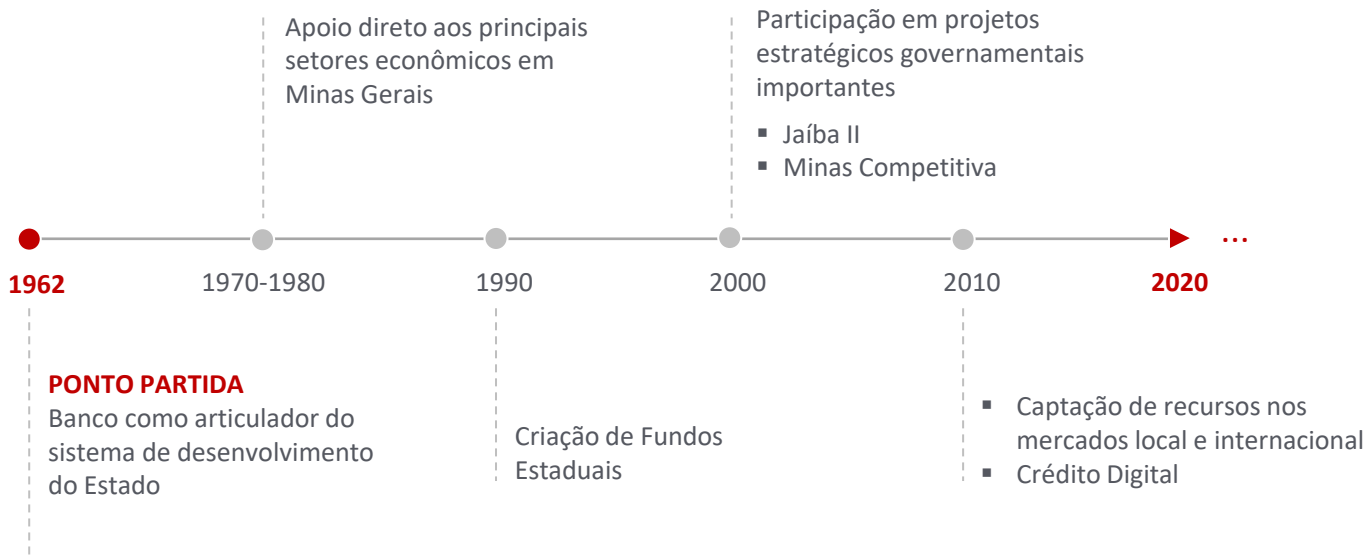 Apoio direto aos principais
setores econômicos em
Minas Gerais
Participação em projetos
estratégicos governamentais
importantes
▪ Jaíba II
▪ Minas Competitiva
...
1962
1970-1980
1990
2000
2010
2020
PONTO PARTIDA
Banco como articulador do
sistema de desenvolvimento
do Estado
Criação de Fundos
Estaduais
▪ Captação de recursos nos
mercados local e internacional
▪ Crédito Digital